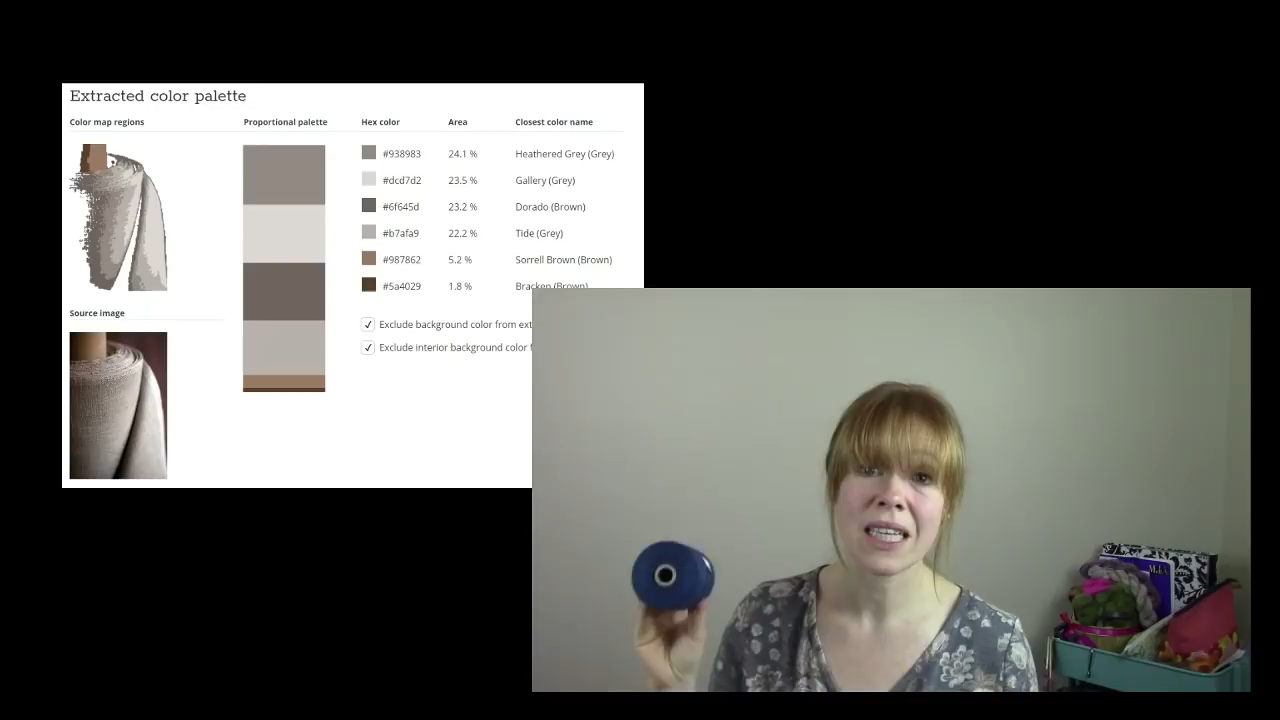 Extracted color palette
Color map regions
Proportional palette
Hex color
Area
Closest color name
#938983 24.1 % Heathered Grey (Grey)
#dcd7d2 23.5 % Gallery (Grey)
#6f645d 23.2 % Dorado (Brown)
#b7afa9 22.2 % Tide (Grey)
#987862 5.2 % Sorrell Brown (Brown)
#5a4029 1.8 % Bracken (Brown)
Source image
Exclude background color from ext
Exclude interior background color